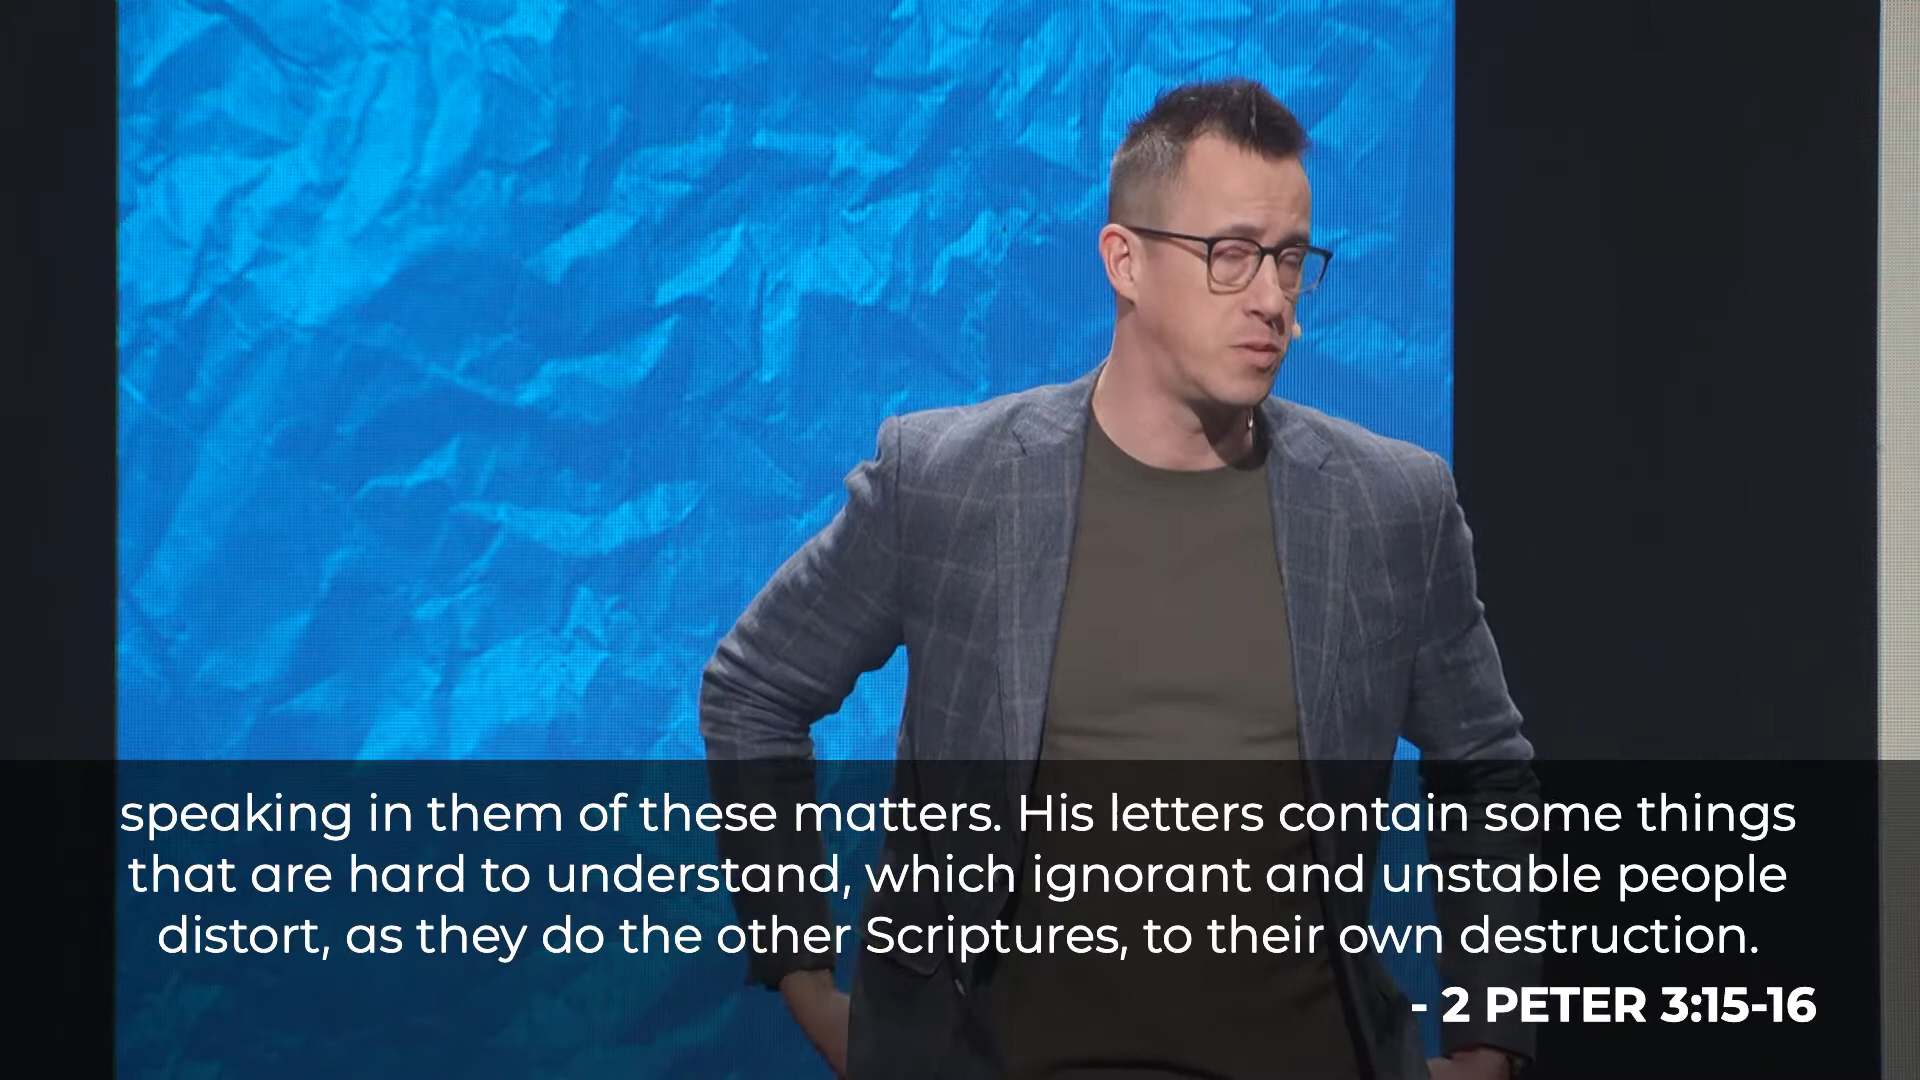 speaking in them of these matters. His letters contain some things
that are hard to understand, which ignorant and unstable people
distort, as they do the other Scriptures, to their own destruction.
- 2 PETER 3:15-16